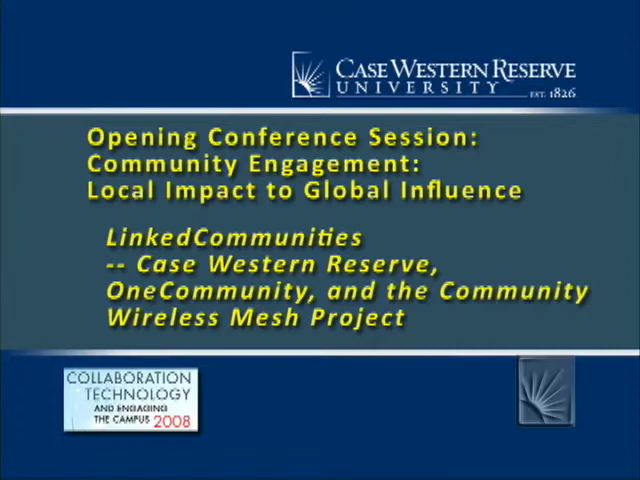 CASE WESTERN RESERVE
UNIVERSITY EST. 1826
Opening Conference Session:
Community Engagement:
Local Impact to Global Influence
LinkedCommunities
-- Case Western Reserve,
OneCommunity, and the Community
Wireless Mesh Project
COLLABORATION
TECHNOLOGY
AND ENGAGING
THE CAMPUS 2008